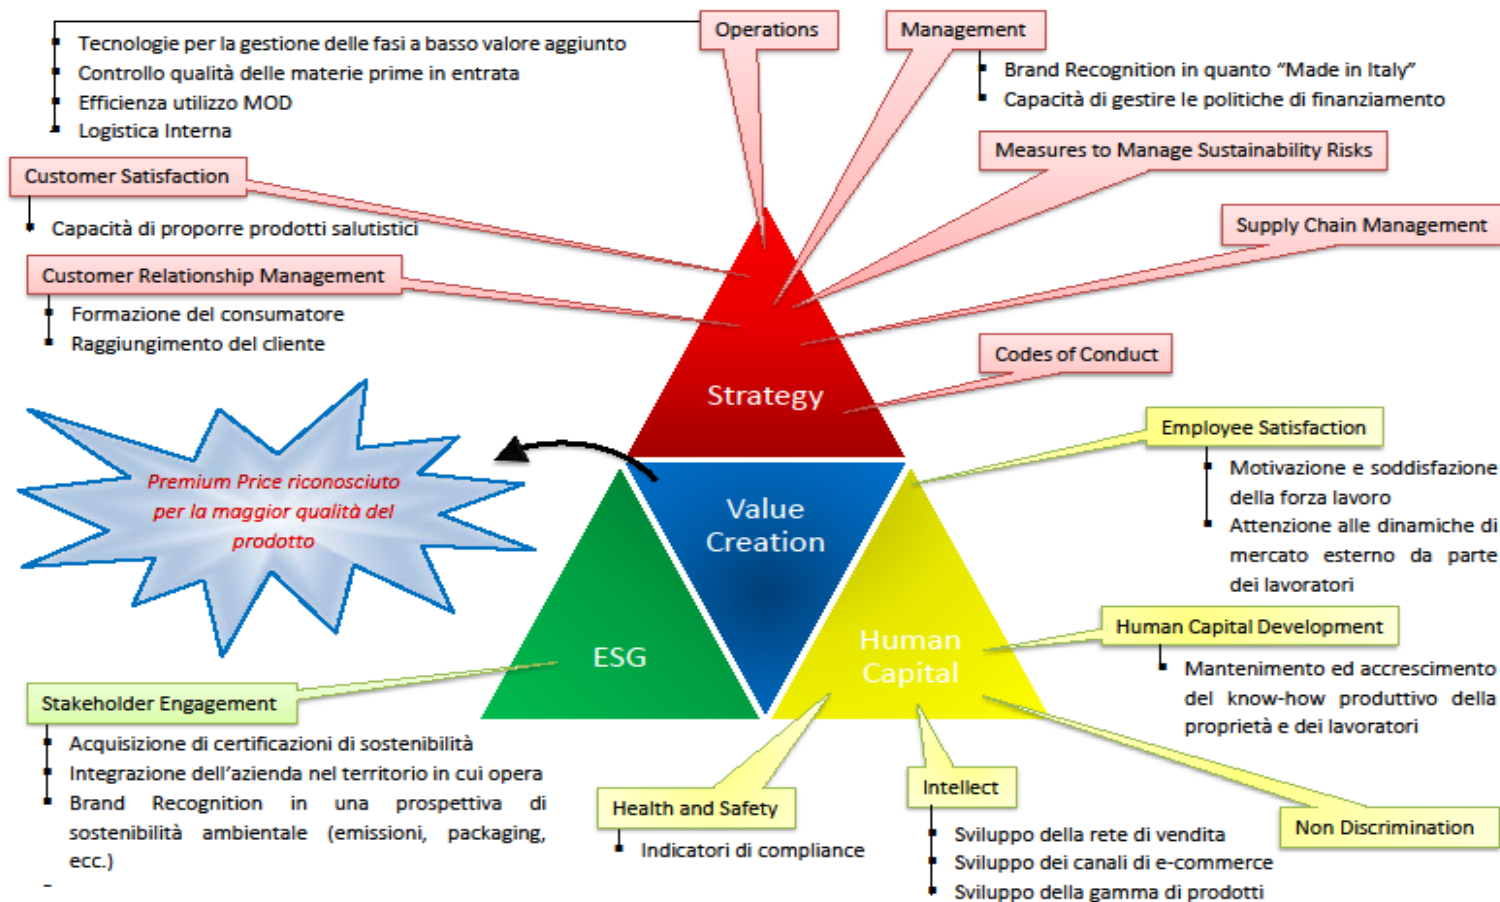 Operations
Tecnologie per la gestione delle fasi a basso valore aggiunto
Controllo qualità delle materie prime in entrata
Efficienza utilizzo MOD
Logistica Interna
Management
Brand Recognition in quanto “Made in Italy”
Capacità di gestire le politiche di finanziamento
Measures to Manage Sustainability Risks
Customer Satisfaction
Capacità di proporre prodotti salutistici
Supply Chain Management
Customer Relationship Management
Formazione del consumatore
Raggiungimento del cliente
Codes of Conduct
Strategy
Premium Price riconosciuto
per la maggior qualità del
prodotto
Value
Creation
Employee Satisfaction
Motivazione e soddisfazione
della forza lavoro
Attenzione alle dinamiche di
mercato esterno da parte
dei lavoratori
ESG
Human
Capital
Human Capital Development
Mantenimento ed accrescimento
del know-how produttivo della
proprietà e dei lavoratori
Stakeholder Engagement
Acquisizione di certificazioni di sostenibilità
Integrazione dell’azienda nel territorio in cui opera
Brand Recognition in una prospettiva di
sostenibilità ambientale (emissioni, packaging,
ecc.)
-
Health and Safety
Indicatori di compliance
Intellect
Sviluppo della rete di vendita
Sviluppo dei canali di e-commerce
Sviluppo della gamma di prodotti
Non Discrimination